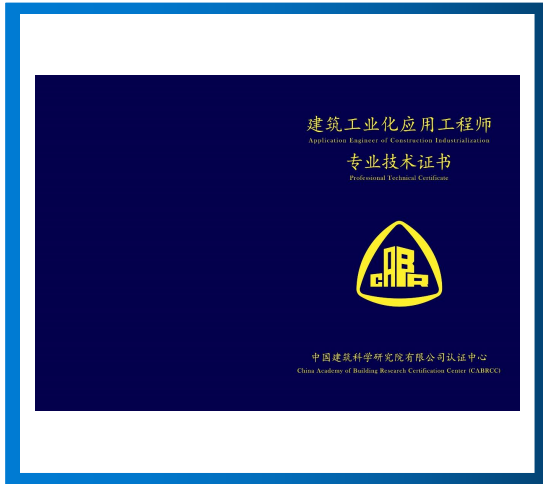 建筑工业化应用工程师
Application Engineer of Construction Industrialization
专业技术证书
Professional Technical Certificate
CABR
中国建筑科学研究院有限公司认证中心
China Academy of Building Research Certification Center (CABRCC)